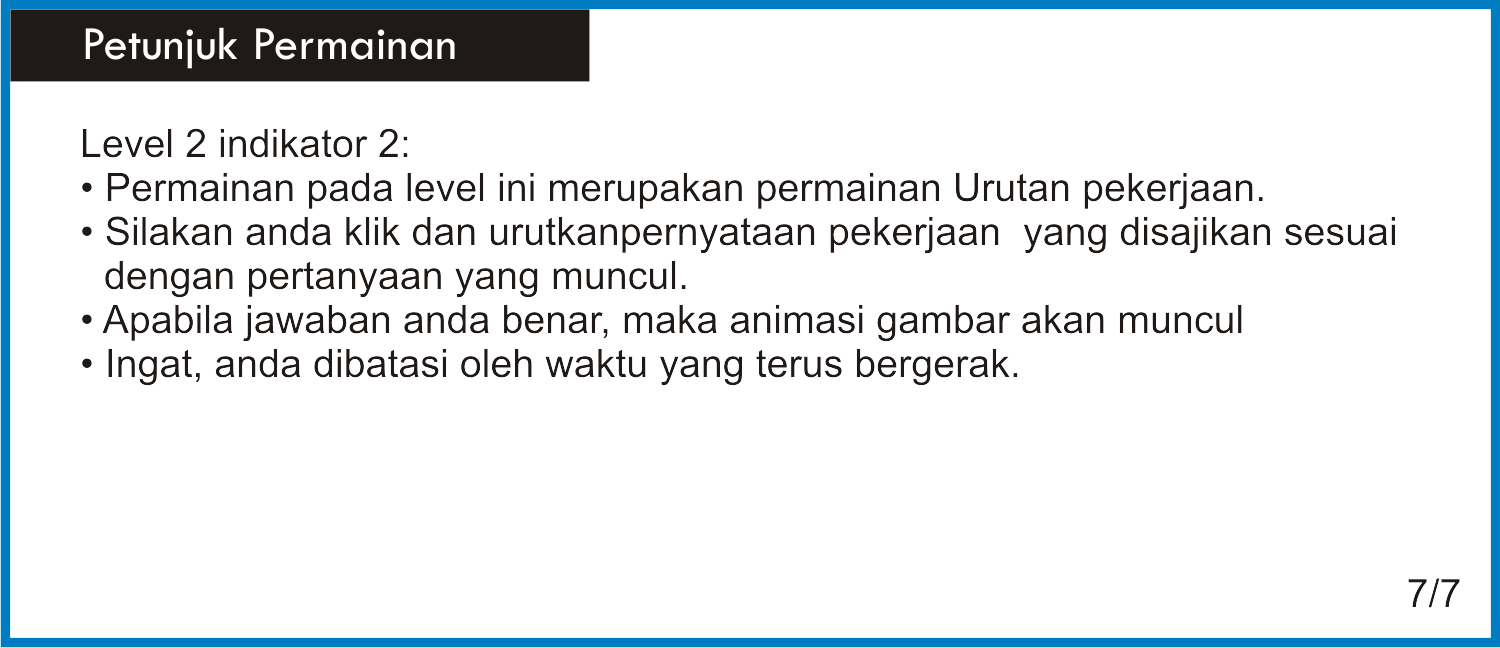 Petunjuk Permainan
Level 2 indikator 2:
• Permainan pada level ini merupakan permainan Urutan pekerjaan.
• Silakan anda klik dan urutkanpernyataan pekerjaan  yang disajikan sesuai
dengan pertanyaan yang muncul.
• Apabila jawaban anda benar, maka animasi gambar akan muncul
• Ingat, anda dibatasi oleh waktu yang terus bergerak.
7/7